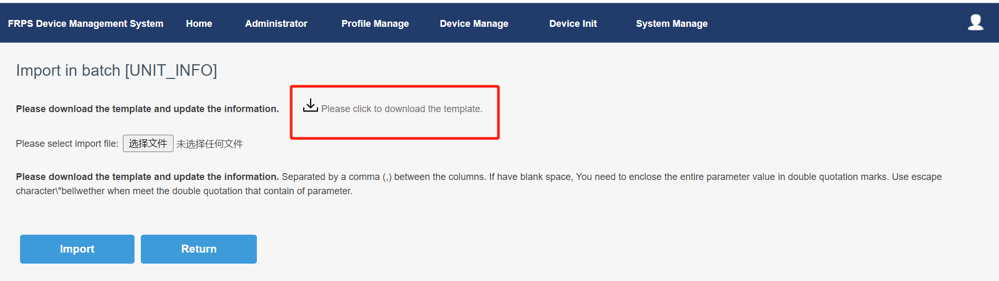 FRPS Device Management System Home Administrator Profile Manage Device Manage Device Init System Manage
Import in batch [UNIT_INFO]
Please download the template and update the information. Please click to download the template.
Please select import file: 选择文件 未选择任何文件
Please download the template and update the information. Separated by a comma (,) between the columns. If have blank space, You need to enclose the entire parameter value in double quotation marks. Use escape
character\"bellwether when meet the double quotation that contain of parameter.
Import Return